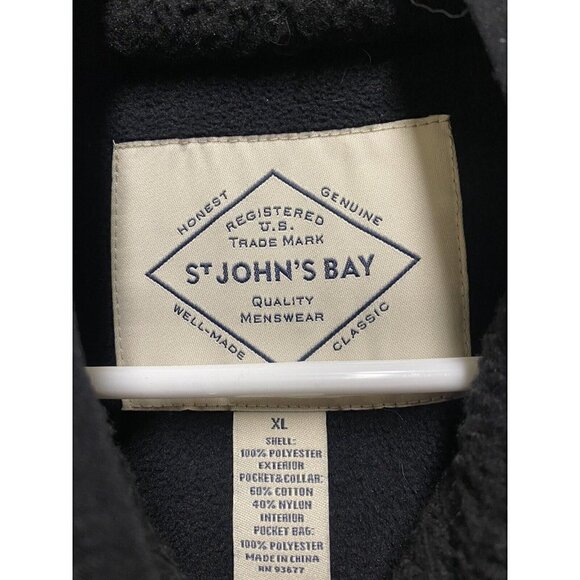 HONEST
GENUINE
REGISTERED
U.S.
TRADE MARK
ST JOHN'S BAY
QUALITY
MENSWEAR
WELL-MADE
CLASSIC
XL
SHELL:
100% POLYESTER
EXTERIOR
POCKET&COLLAR:
60% COTTON
40% NYLON
INTERIOR
POCKET BAG:
100% POLYESTER
MADE IN CHINA
RN 93677